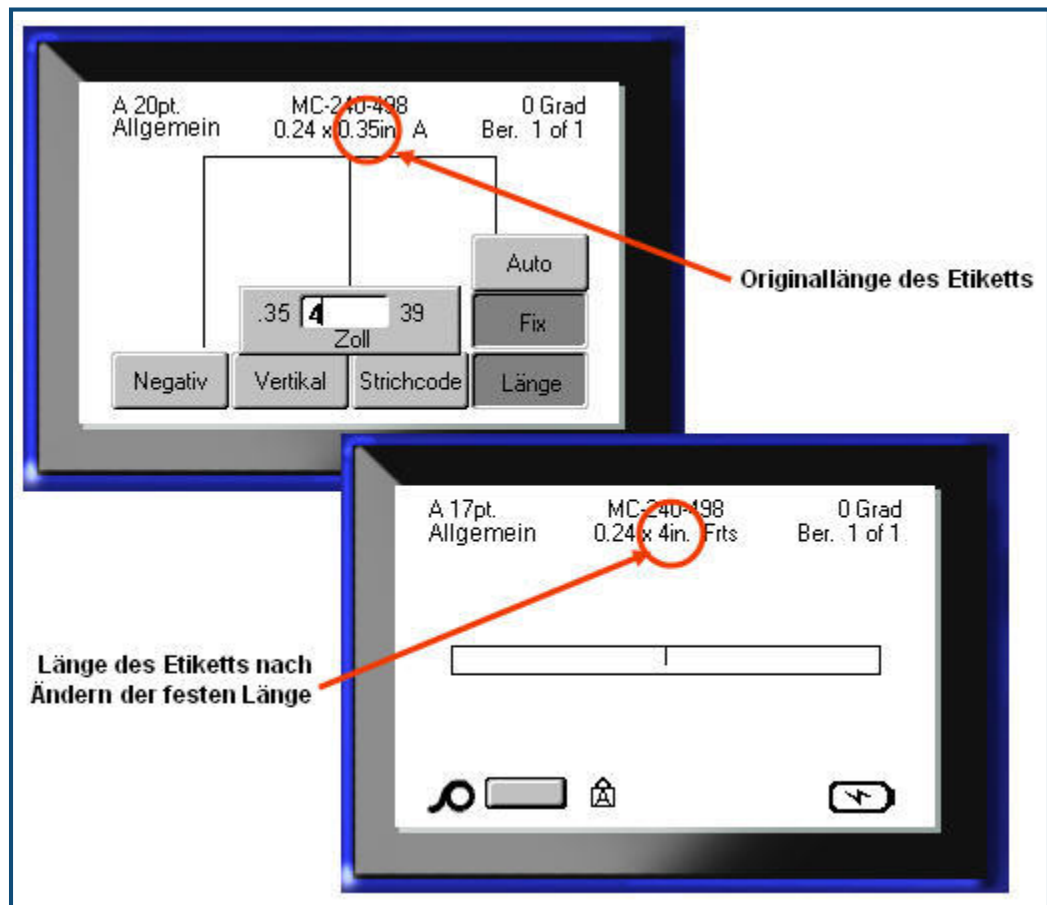 A 20pt. MC-240-498 0 Grad
Allgemein 0.24 x 0.35in. A Ber. 1 of 1
Auto
Originallänge des Etiketts
.35 4 39
Zoll
Fix
Negativ Vertikal Strichcode Länge
A 17pt. MC-240-498 0 Grad
Allgemein 0.24 x 4in. Frts Ber. 1 of 1
Länge des Etiketts nach
Ändern der festen Länge
A